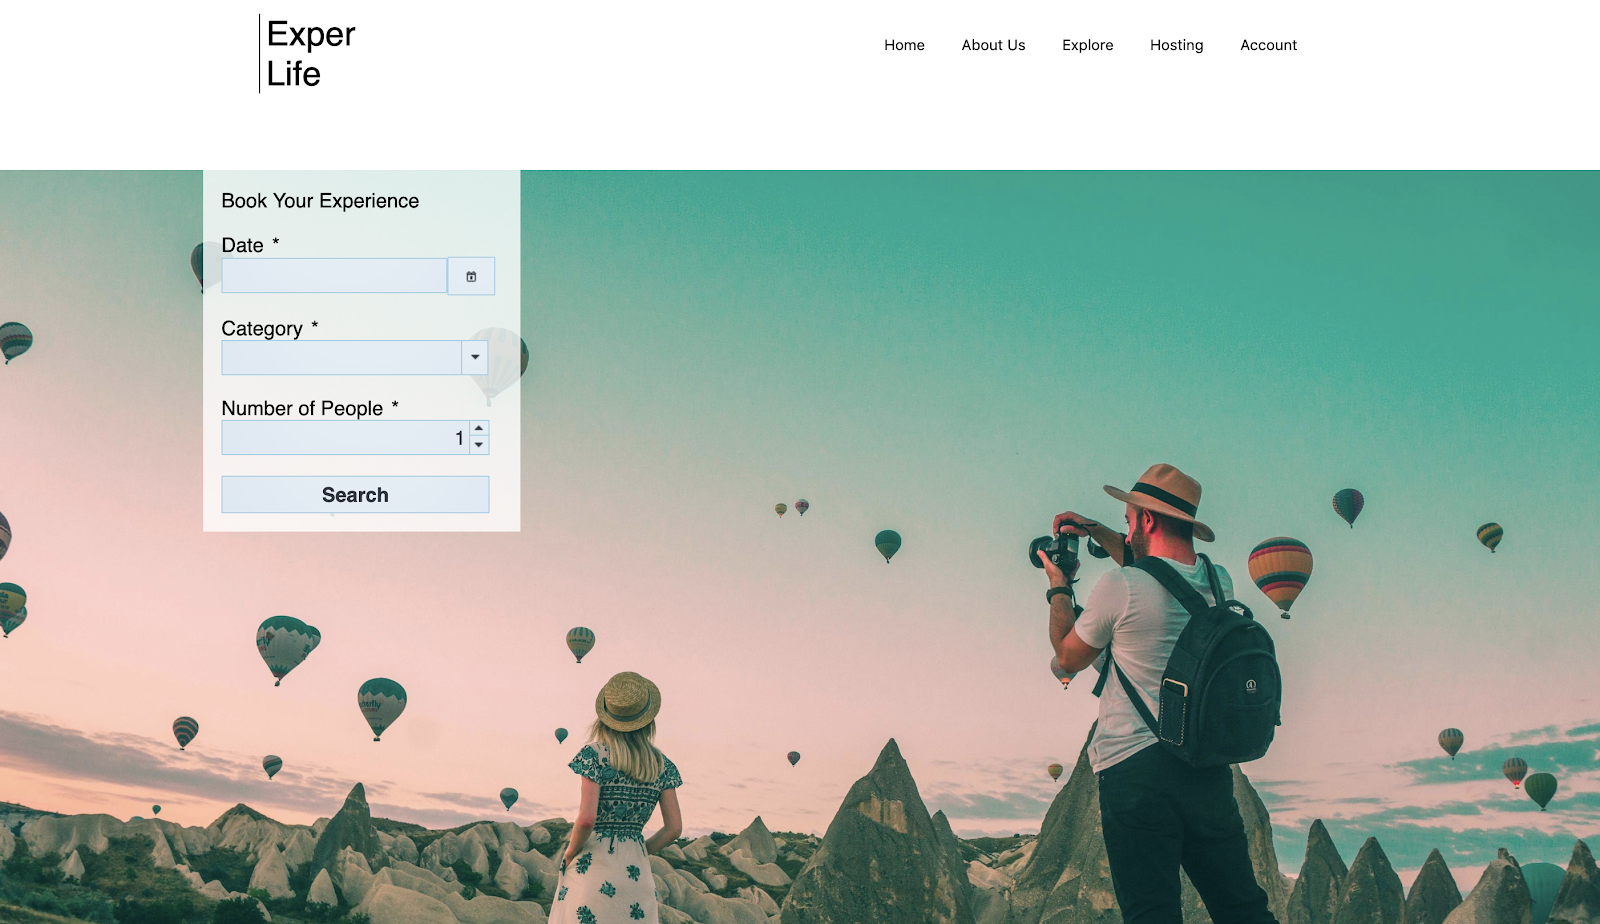 Exper
Life
Home About Us Explore Hosting Account
Book Your Experience
Date *
Category *
Number of People *
1
Search